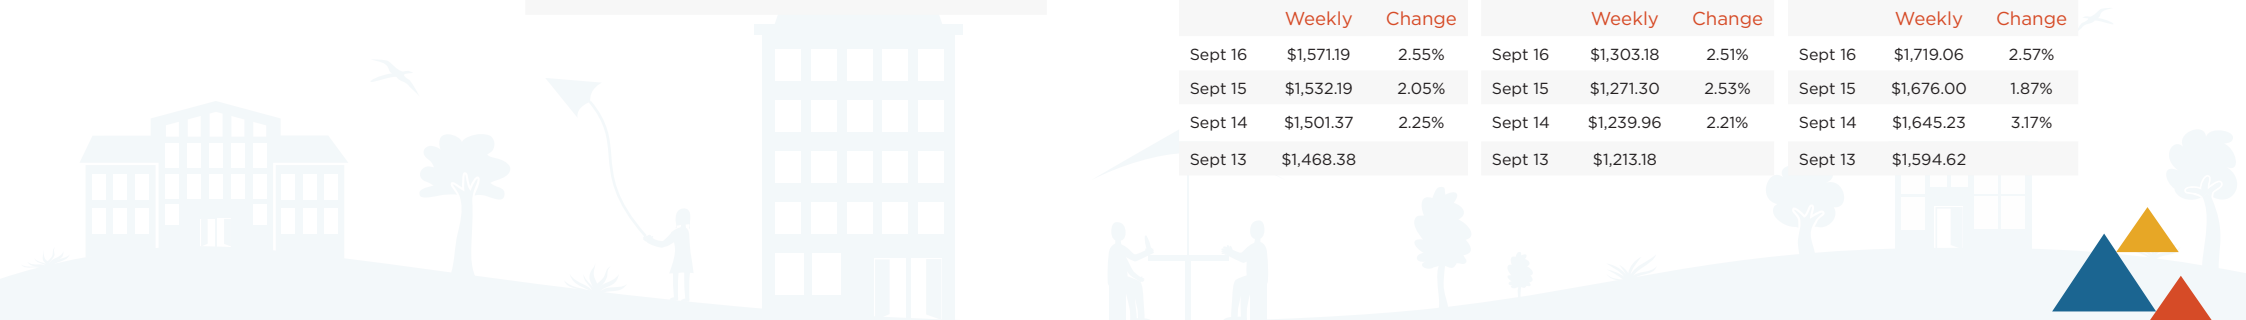 Weekly Change
Sept 16 $1,571.19 2.55%
Sept 15 $1,532.19 2.05%
Sept 14 $1,501.37 2.25%
Sept 13 $1,468.38
Weekly Change
Sept 16 $1,303.18 2.51%
Sept 15 $1,271.30 2.53%
Sept 14 $1,239.96 2.21%
Sept 13 $1,213.18
Weekly Change
Sept 16 $1,719.06 2.57%
Sept 15 $1,676.00 1.87%
Sept 14 $1,645.23 3.17%
Sept 13 $1,594.62